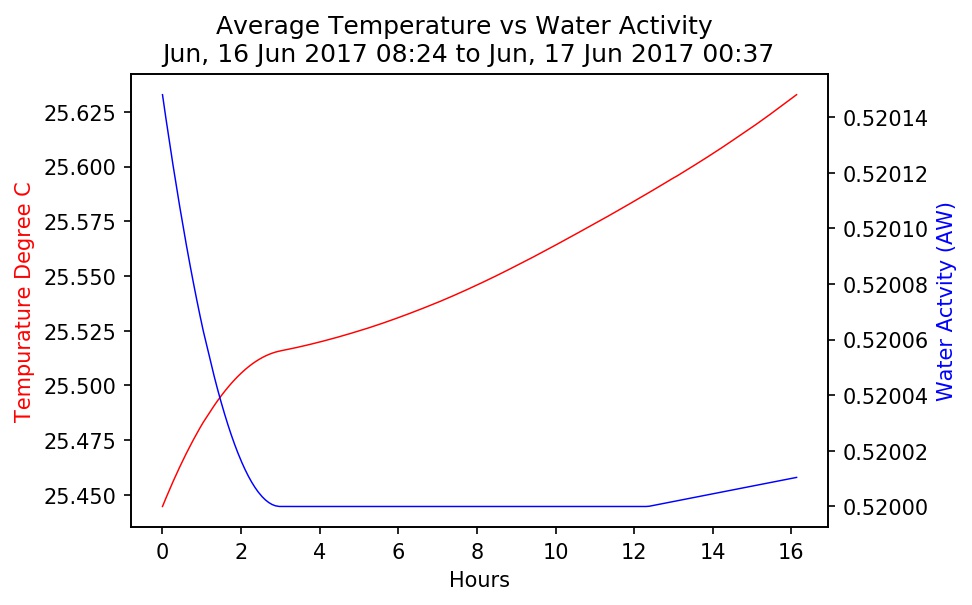 Average Temperature vs Water Activity
Jun, 16 Jun 2017 08:24 to Jun, 17 Jun 2017 00:37
Tempurature Degree C
25.625
25.600
25.575
25.550
25.525
25.500
25.475
25.450
0.52014
0.52012
0.52010
0.52008
0.52006
0.52004
0.52002
0.52000
Water Actvity (AW)
0 2 4 6 8 10 12 14 16
Hours